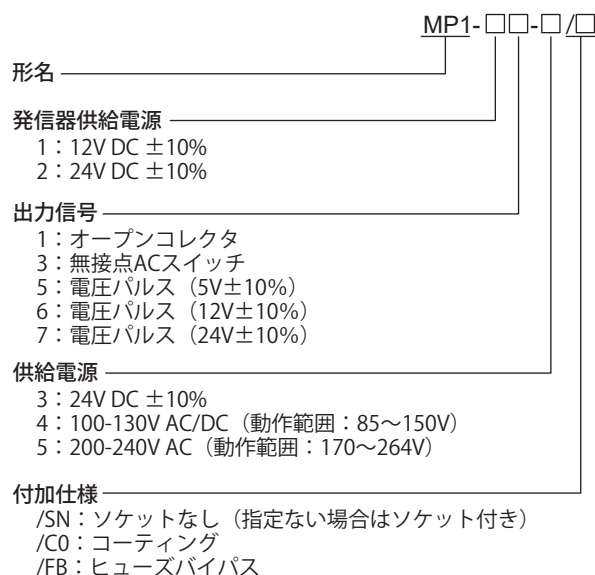 MP1-□□-□/□
形名
発信器供給電源
1：12V DC ±10%
2：24V DC ±10%
出力信号
1：オープンコレクタ
3：無接点ACスイッチ
5：電圧パルス（5V±10%）
6：電圧パルス（12V±10%）
7：電圧パルス（24V±10%）
供給電源
3：24V DC ±10%
4：100-130V AC/DC（動作範囲：85～150V）
5：200-240V AC（動作範囲：170～264V）
付加仕様
/SN：ソケットなし（指定ない場合はソケット付き）
/C0：コーティング
/FB：ヒューズバイパス